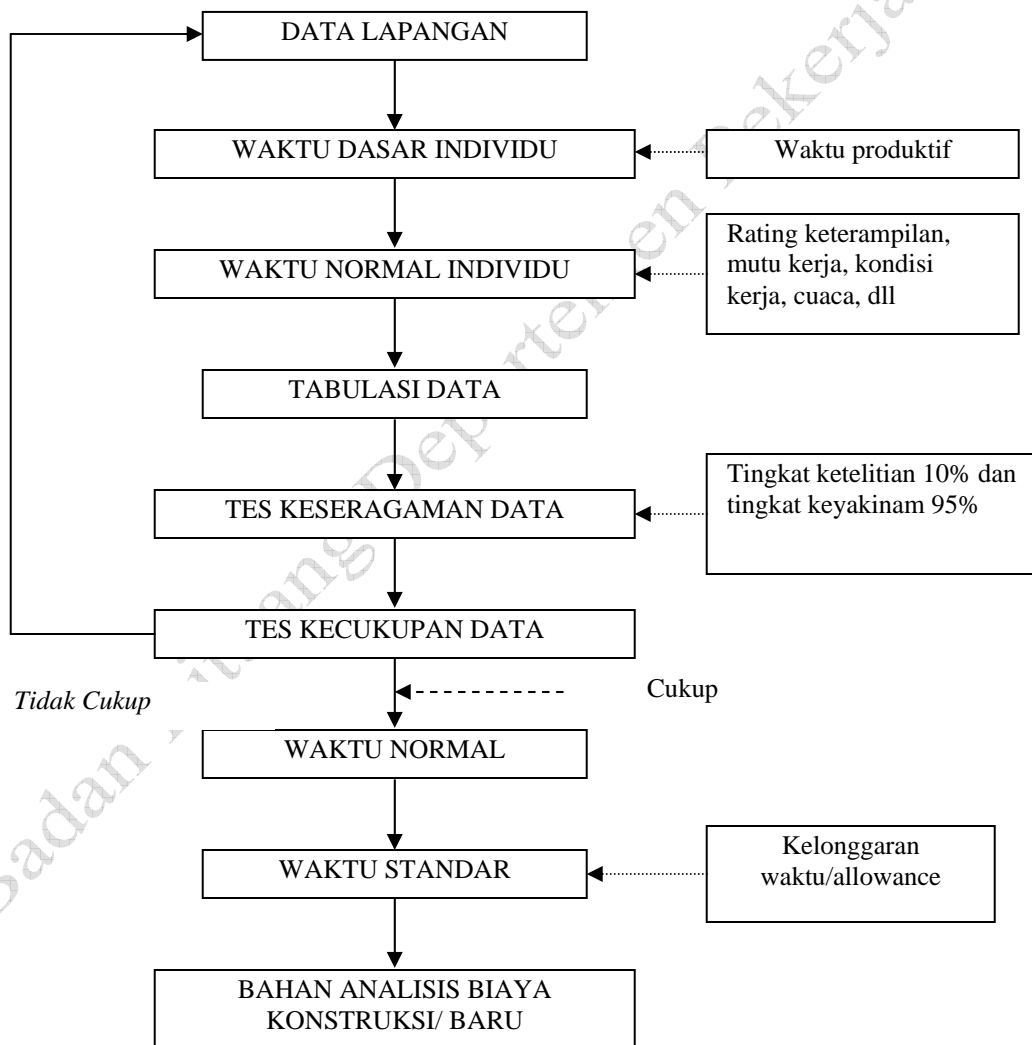 DATA LAPANGAN
WAKTU DASAR INDIVIDU
Waktu produktif
WAKTU NORMAL INDIVIDU
Rating keterampilan,
mutu kerja, kondisi
kerja, cuaca, dll
TABULASI DATA
TES KESERAGAMAN DATA
Tingkat ketelitian 10% dan
tingkat keyakinam 95%
TES KECUKUPAN DATA
Tidak Cukup
Cukup
WAKTU NORMAL
WAKTU STANDAR
Kelonggaran
waktu/allowance
BAHAN ANALISIS BIAYA
KONSTRUKSI/ BARU
Badan